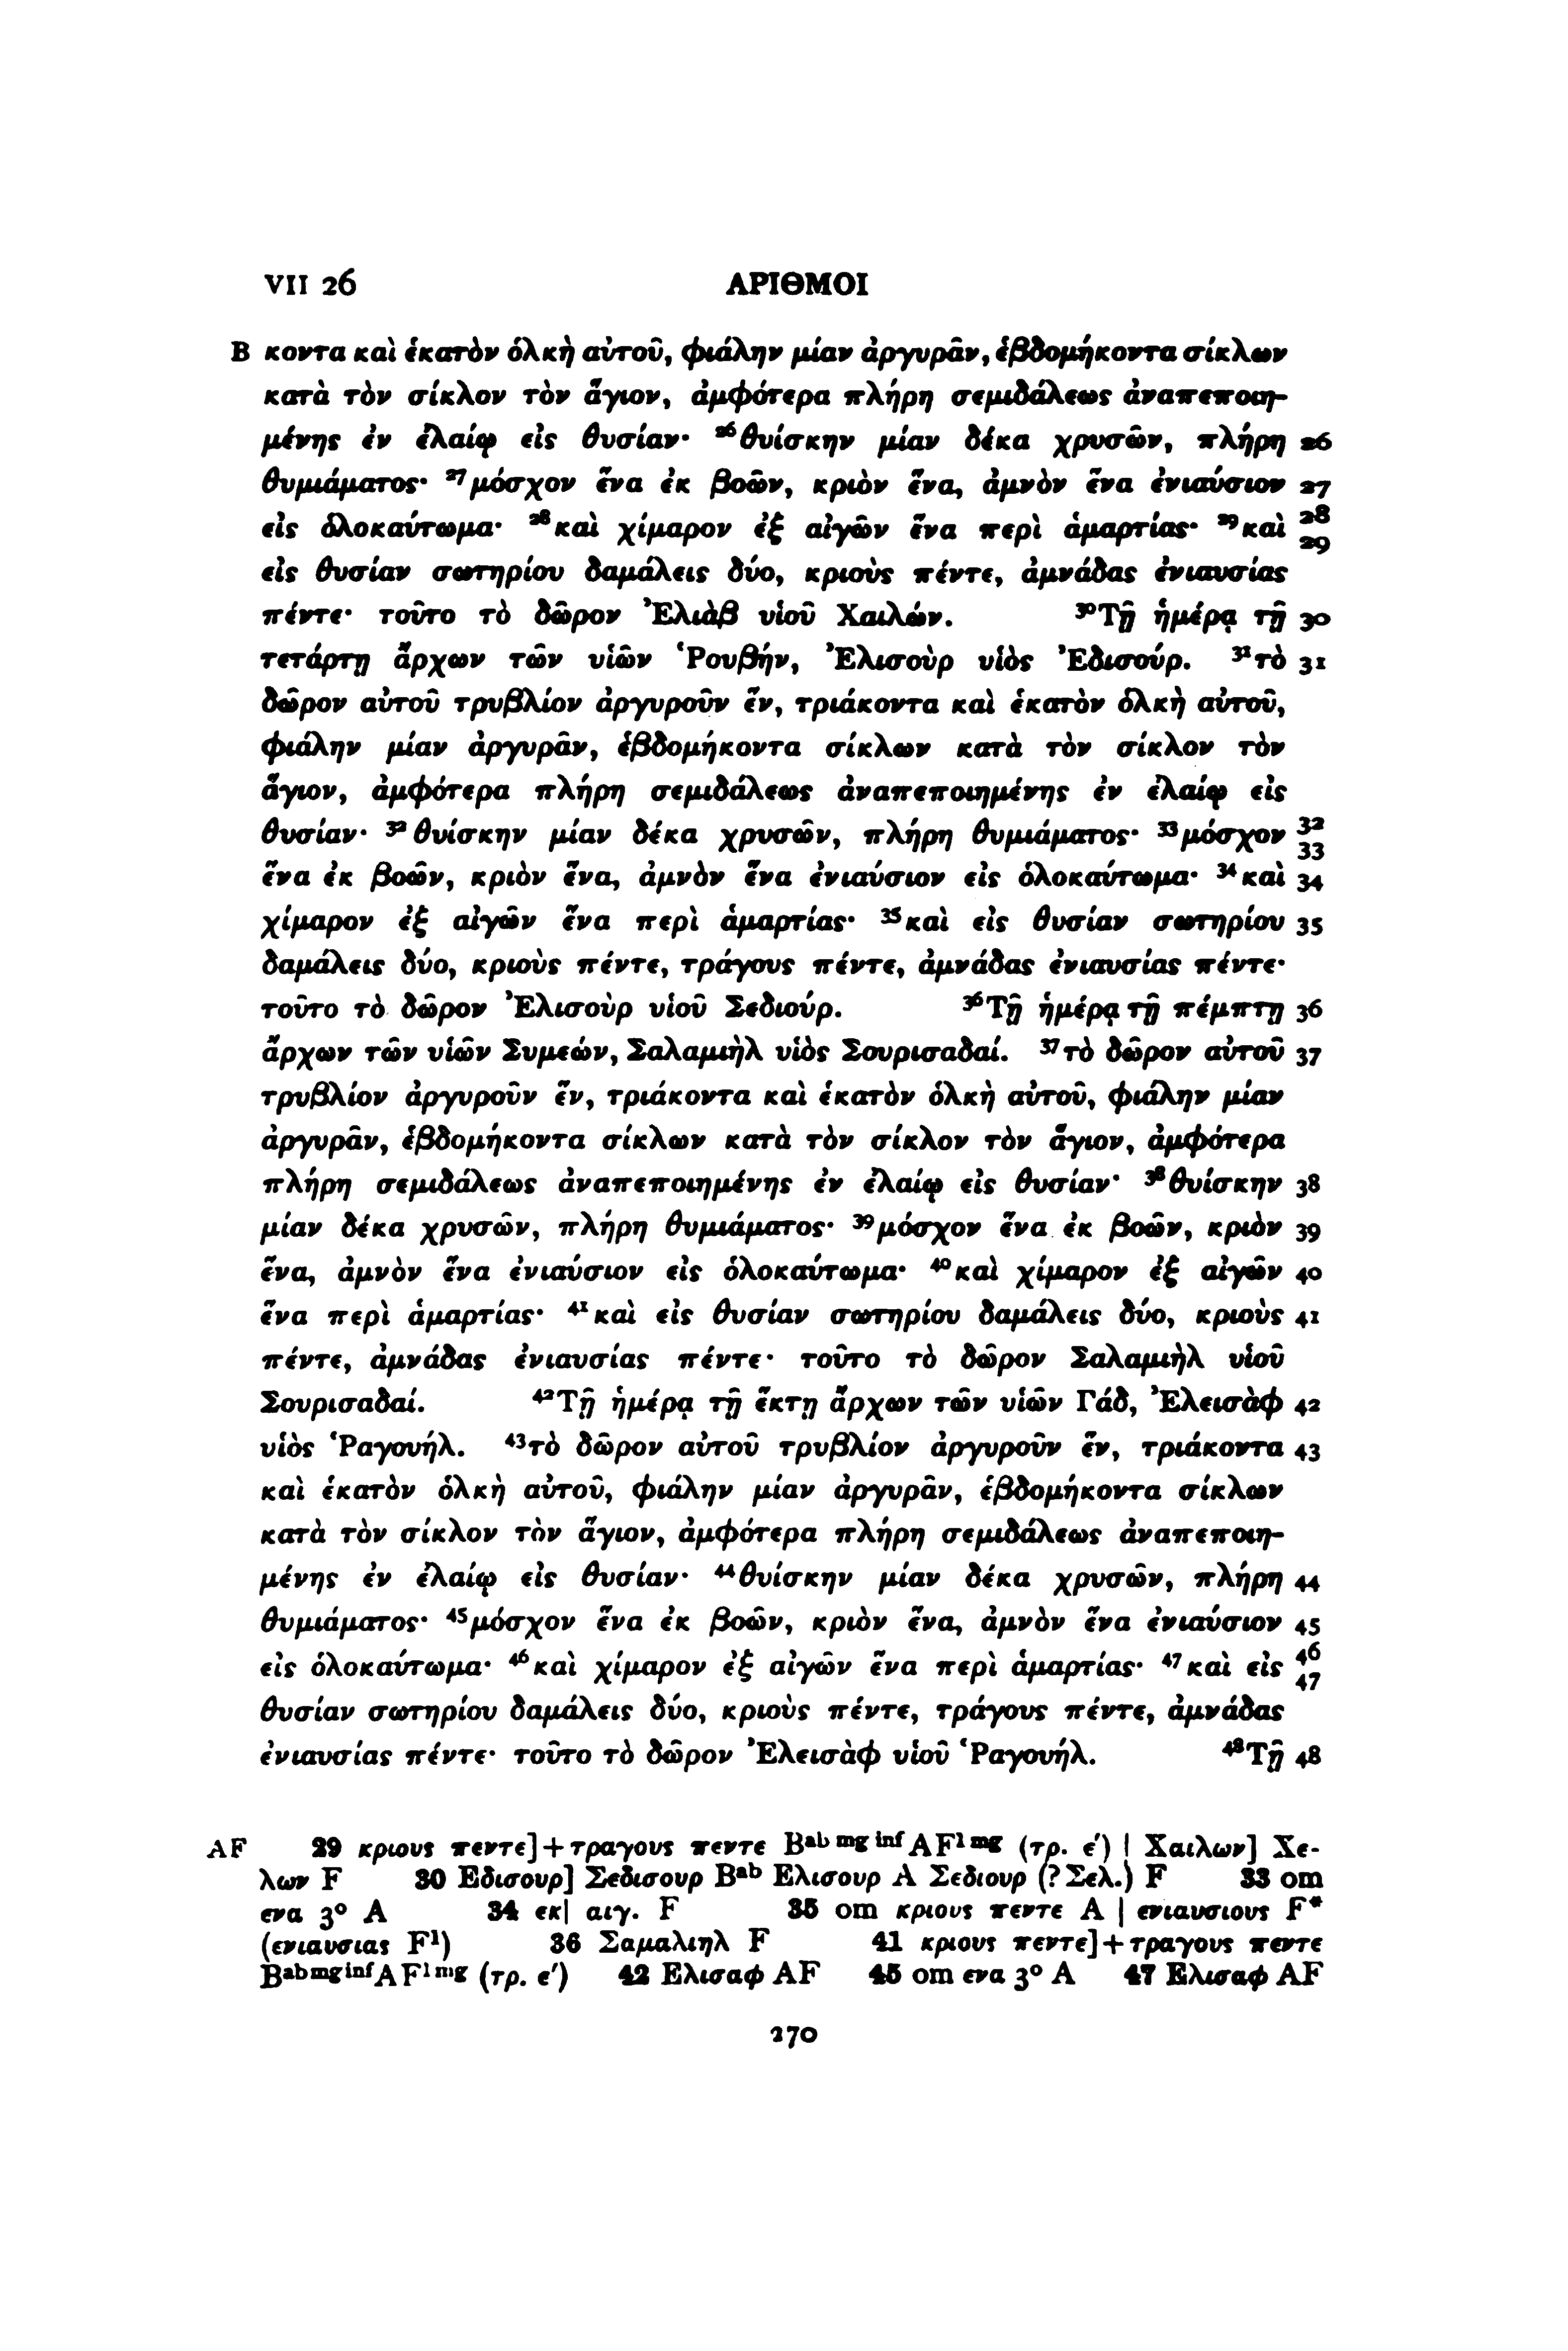 VII 26 ΑΡΙΘΜΟΙ
B κοντα καὶ ἑκατὸν ὁλκὴ αὐτοῦ, φιάλην μίαν ἀργυρᾶν, ἑβδομήκοντα σίκλων
κατὰ τὸν σίκλον τὸν ἅγιον, ἀμφότερα πλήρη σεμιδάλεως ἀναπεποιη-
μένης ἐν ἐλαίῳ εἰς θυσίαν· ²⁶θυίσκην μίαν δέκα χρυσῶν, πλήρη 26
θυμιάματος· ²⁷μόσχον ἕνα ἐκ βοῶν, κριὸν ἕνα, ἀμνὸν ἕνα ἐνιαύσιον 27
εἰς ὁλοκαύτωμα· ²⁸καὶ χίμαρον ἐξ αἰγῶν ἕνα περὶ ἁμαρτίας· ²⁹καὶ 28 29
εἰς θυσίαν σωτηρίου δαμάλεις δύο, κριοὺς πέντε, ἀμνάδας ἐνιαυσίας
πέντε· τοῦτο τὸ δῶρον Ἐλιὰβ υἱοῦ Χαιλών. ³⁰Τῇ ἡμέρᾳ τῇ 30
τετάρτῃ ἄρχων τῶν υἱῶν Ῥουβήν, Ἐλισοὺρ υἱὸς Ἐδισούρ. ³¹τὸ 31
δῶρον αὐτοῦ τρυβλίον ἀργυροῦν ἕν, τριάκοντα καὶ ἑκατὸν ὁλκὴ αὐτοῦ,
φιάλην μίαν ἀργυρᾶν, ἑβδομήκοντα σίκλων κατὰ τὸν σίκλον τὸν
ἅγιον, ἀμφότερα πλήρη σεμιδάλεως ἀναπεποιημένης ἐν ἐλαίῳ εἰς
θυσίαν· ³²θυίσκην μίαν δέκα χρυσῶν, πλήρη θυμιάματος· ³³μόσχον 32 33
ἕνα ἐκ βοῶν, κριὸν ἕνα, ἀμνὸν ἕνα ἐνιαύσιον εἰς ὁλοκαύτωμα· ³⁴καὶ 34
χίμαρον ἐξ αἰγῶν ἕνα περὶ ἁμαρτίας· ³⁵καὶ εἰς θυσίαν σωτηρίου 35
δαμάλεις δύο, κριοὺς πέντε, τράγους πέντε, ἀμνάδας ἐνιαυσίας πέντε·
τοῦτο τὸ δῶρον Ἐλισοὺρ υἱοῦ Σεδιούρ. ³⁶Τῇ ἡμέρᾳ τῇ πέμπτῃ 36
ἄρχων τῶν υἱῶν Συμεών, Σαλαμιὴλ υἱὸς Σουρισαδαί. ³⁷τὸ δῶρον αὐτοῦ 37
τρυβλίον ἀργυροῦν ἕν, τριάκοντα καὶ ἑκατὸν ὁλκὴ αὐτοῦ, φιάλην μίαν
ἀργυρᾶν, ἑβδομήκοντα σίκλων κατὰ τὸν σίκλον τὸν ἅγιον, ἀμφότερα
πλήρη σεμιδάλεως ἀναπεποιημένης ἐν ἐλαίῳ εἰς θυσίαν· ³⁸θυίσκην 38
μίαν δέκα χρυσῶν, πλήρη θυμιάματος· ³⁹μόσχον ἕνα ἐκ βοῶν, κριὸν 39
ἕνα, ἀμνὸν ἕνα ἐνιαύσιον εἰς ὁλοκαύτωμα· ⁴⁰καὶ χίμαρον ἐξ αἰγῶν 40
ἕνα περὶ ἁμαρτίας· ⁴¹καὶ εἰς θυσίαν σωτηρίου δαμάλεις δύο, κριοὺς 41
πέντε, ἀμνάδας ἐνιαυσίας πέντε· τοῦτο τὸ δῶρον Σαλαμιὴλ υἱοῦ
Σουρισαδαί. ⁴²Τῇ ἡμέρᾳ τῇ ἕκτῃ ἄρχων τῶν υἱῶν Γάδ, Ἐλεισὰφ 42
υἱὸς Ῥαγουήλ. ⁴³τὸ δῶρον αὐτοῦ τρυβλίον ἀργυροῦν ἕν, τριάκοντα 43
καὶ ἑκατὸν ὁλκὴ αὐτοῦ, φιάλην μίαν ἀργυρᾶν, ἑβδομήκοντα σίκλων
κατὰ τὸν σίκλον τὸν ἅγιον, ἀμφότερα πλήρη σεμιδάλεως ἀναπεποιη-
μένης ἐν ἐλαίῳ εἰς θυσίαν· ⁴⁴θυίσκην μίαν δέκα χρυσῶν, πλήρη 44
θυμιάματος· ⁴⁵μόσχον ἕνα ἐκ βοῶν, κριὸν ἕνα, ἀμνὸν ἕνα ἐνιαύσιον 45
εἰς ὁλοκαύτωμα· ⁴⁶καὶ χίμαρον ἐξ αἰγῶν ἕνα περὶ ἁμαρτίας· ⁴⁷καὶ εἰς 46 47
θυσίαν σωτηρίου δαμάλεις δύο, κριοὺς πέντε, τράγους πέντε, ἀμνάδας
ἐνιαυσίας πέντε· τοῦτο τὸ δῶρον Ἐλεισὰφ υἱοῦ Ῥαγουήλ. ⁴⁸Τῇ 48
AF 29 κριους πεντε]+τραγους πεντε Bᵃᵇ ᵐᵍ ⁱⁿᶠ AF¹ ᵐᵍ (τρ. ε′) | Χαιλων] Χε-
λων F 30 Εδισουρ] Σεδισουρ Bᵃᵇ Ελισουρ A Σεδιουρ (? Σελ.) F 33 om
ενα 3º A 34 εκ| αιγ. F 35 om κριους πεντε A | ενιαυσιους F*
(ενιαυσιας F¹) 36 Σαμαλιηλ F 41 κριους πεντε]+τραγους πεντε
Bᵃᵇ ᵐᵍ ⁱⁿᶠ A F¹ ᵐᵍ (τρ. ε′) 42 Ελισαφ AF 45 om ενα 3º A 47 Ελισαφ AF
270